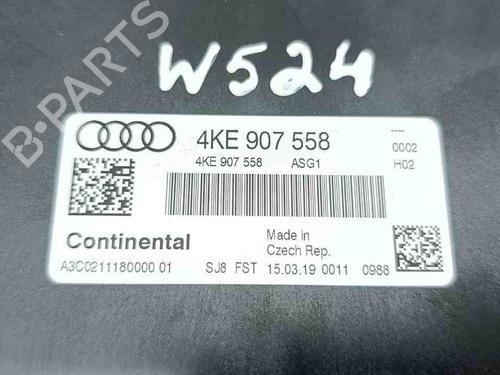 W524
B-PARTS
4KE 907 558
4KE 907 558 ASG1
--
0002
H02
Continental
Made in
Czech Rep.
A3C0211180000 01 SJ8 FST 15.03.19 0011 0988